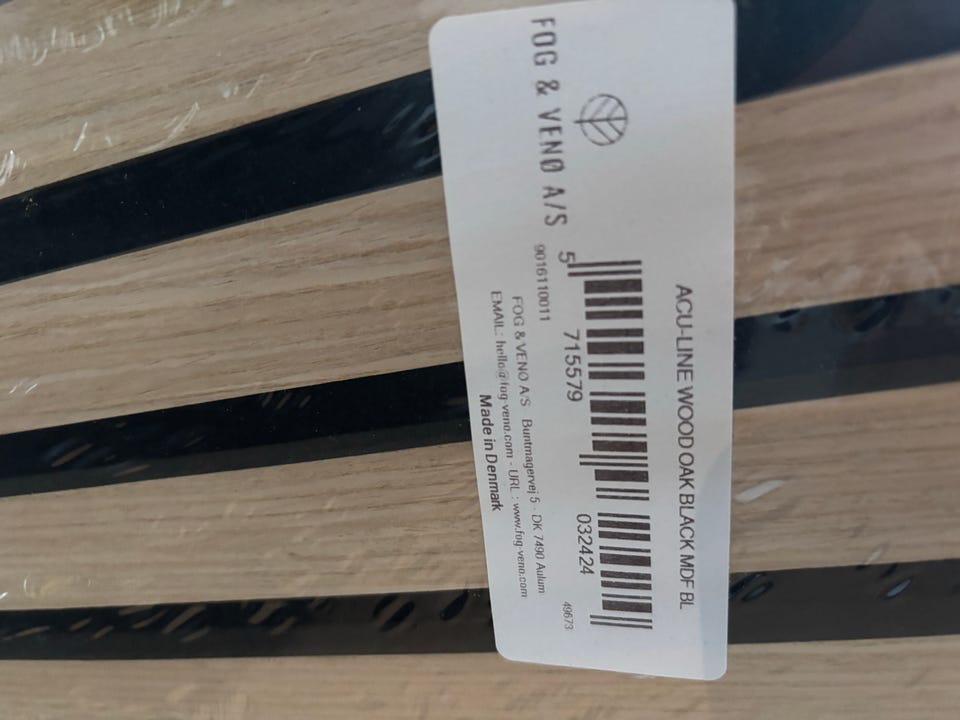 ACU-LINE WOOD OAK BLACK MDF BL
FOG & VENØ A/S
5 715579 032424
9016110011
49673
FOG & VENØ A/S Buntmagervej 5 - DK 7490 Aulum
EMAIL: hello@fog-veno.com - URL : www.fog-veno.com
Made in Denmark